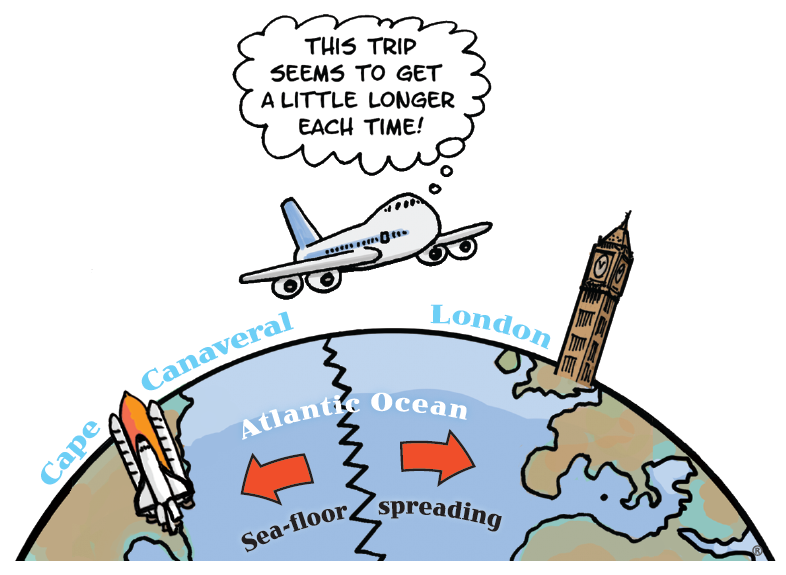 THIS TRIP
SEEMS TO GET
A LITTLE LONGER
EACH TIME!
Cape Canaveral
London
Atlantic Ocean
Sea-floor spreading
®